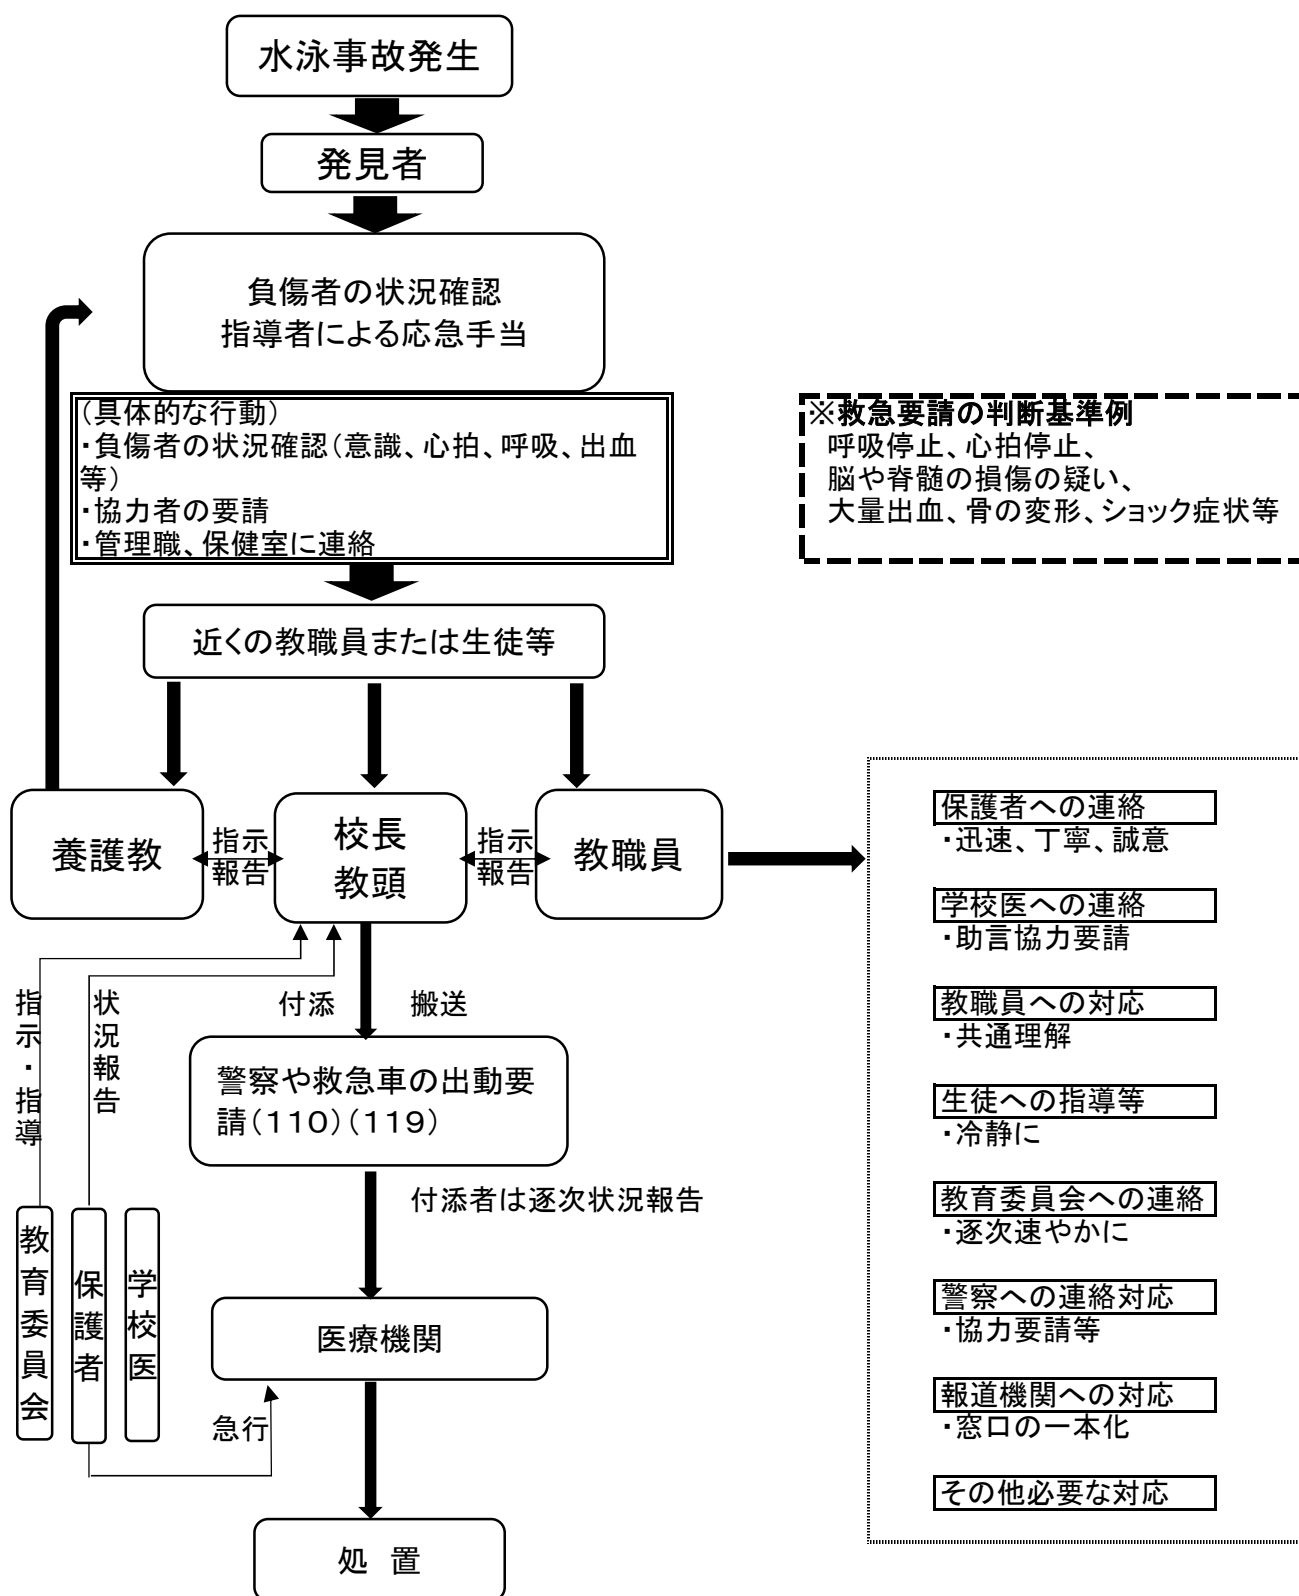 水泳事故発生
発見者
負傷者の状況確認
指導者による応急手当
(具体的な行動)
・負傷者の状況確認(意識、心拍、呼吸、出血
等)
・協力者の要請
・管理職、保健室に連絡
※救急要請の判断基準例
呼吸停止、心拍停止、
脳や脊髄の損傷の疑い、
大量出血、骨の変形、ショック症状等
近くの教職員または生徒等
養護教
指示
報告
校長
教頭
指示
報告
教職員
指示・指導
状況報告
付添
搬送
警察や救急車の出動要
請(110)(119)
付添者は逐次状況報告
教育委員会
保護者
学校医
医療機関
急行
処 置
保護者への連絡
・迅速、丁寧、誠意
学校医への連絡
・助言協力要請
教職員への対応
・共通理解
生徒への指導等
・冷静に
教育委員会への連絡
・逐次速やかに
警察への連絡対応
・協力要請等
報道機関への対応
・窓口の一本化
その他必要な対応